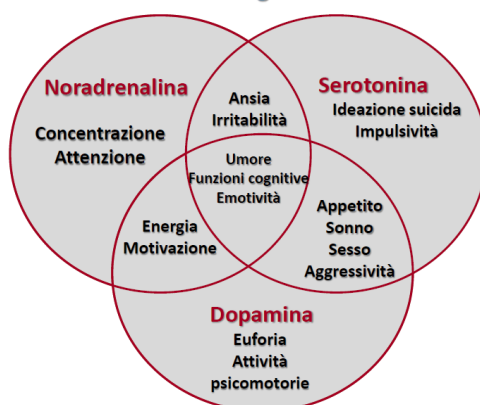 Noradrenalina
Concentrazione
Attenzione
Ansia
Irritabilità
Serotonina
Ideazione suicida
Impulsività
Umore
Funzioni cognitive
Emotività
Energia
Motivazione
Appetito
Sonno
Sesso
Aggressività
Dopamina
Euforia
Attività
psicomotorie